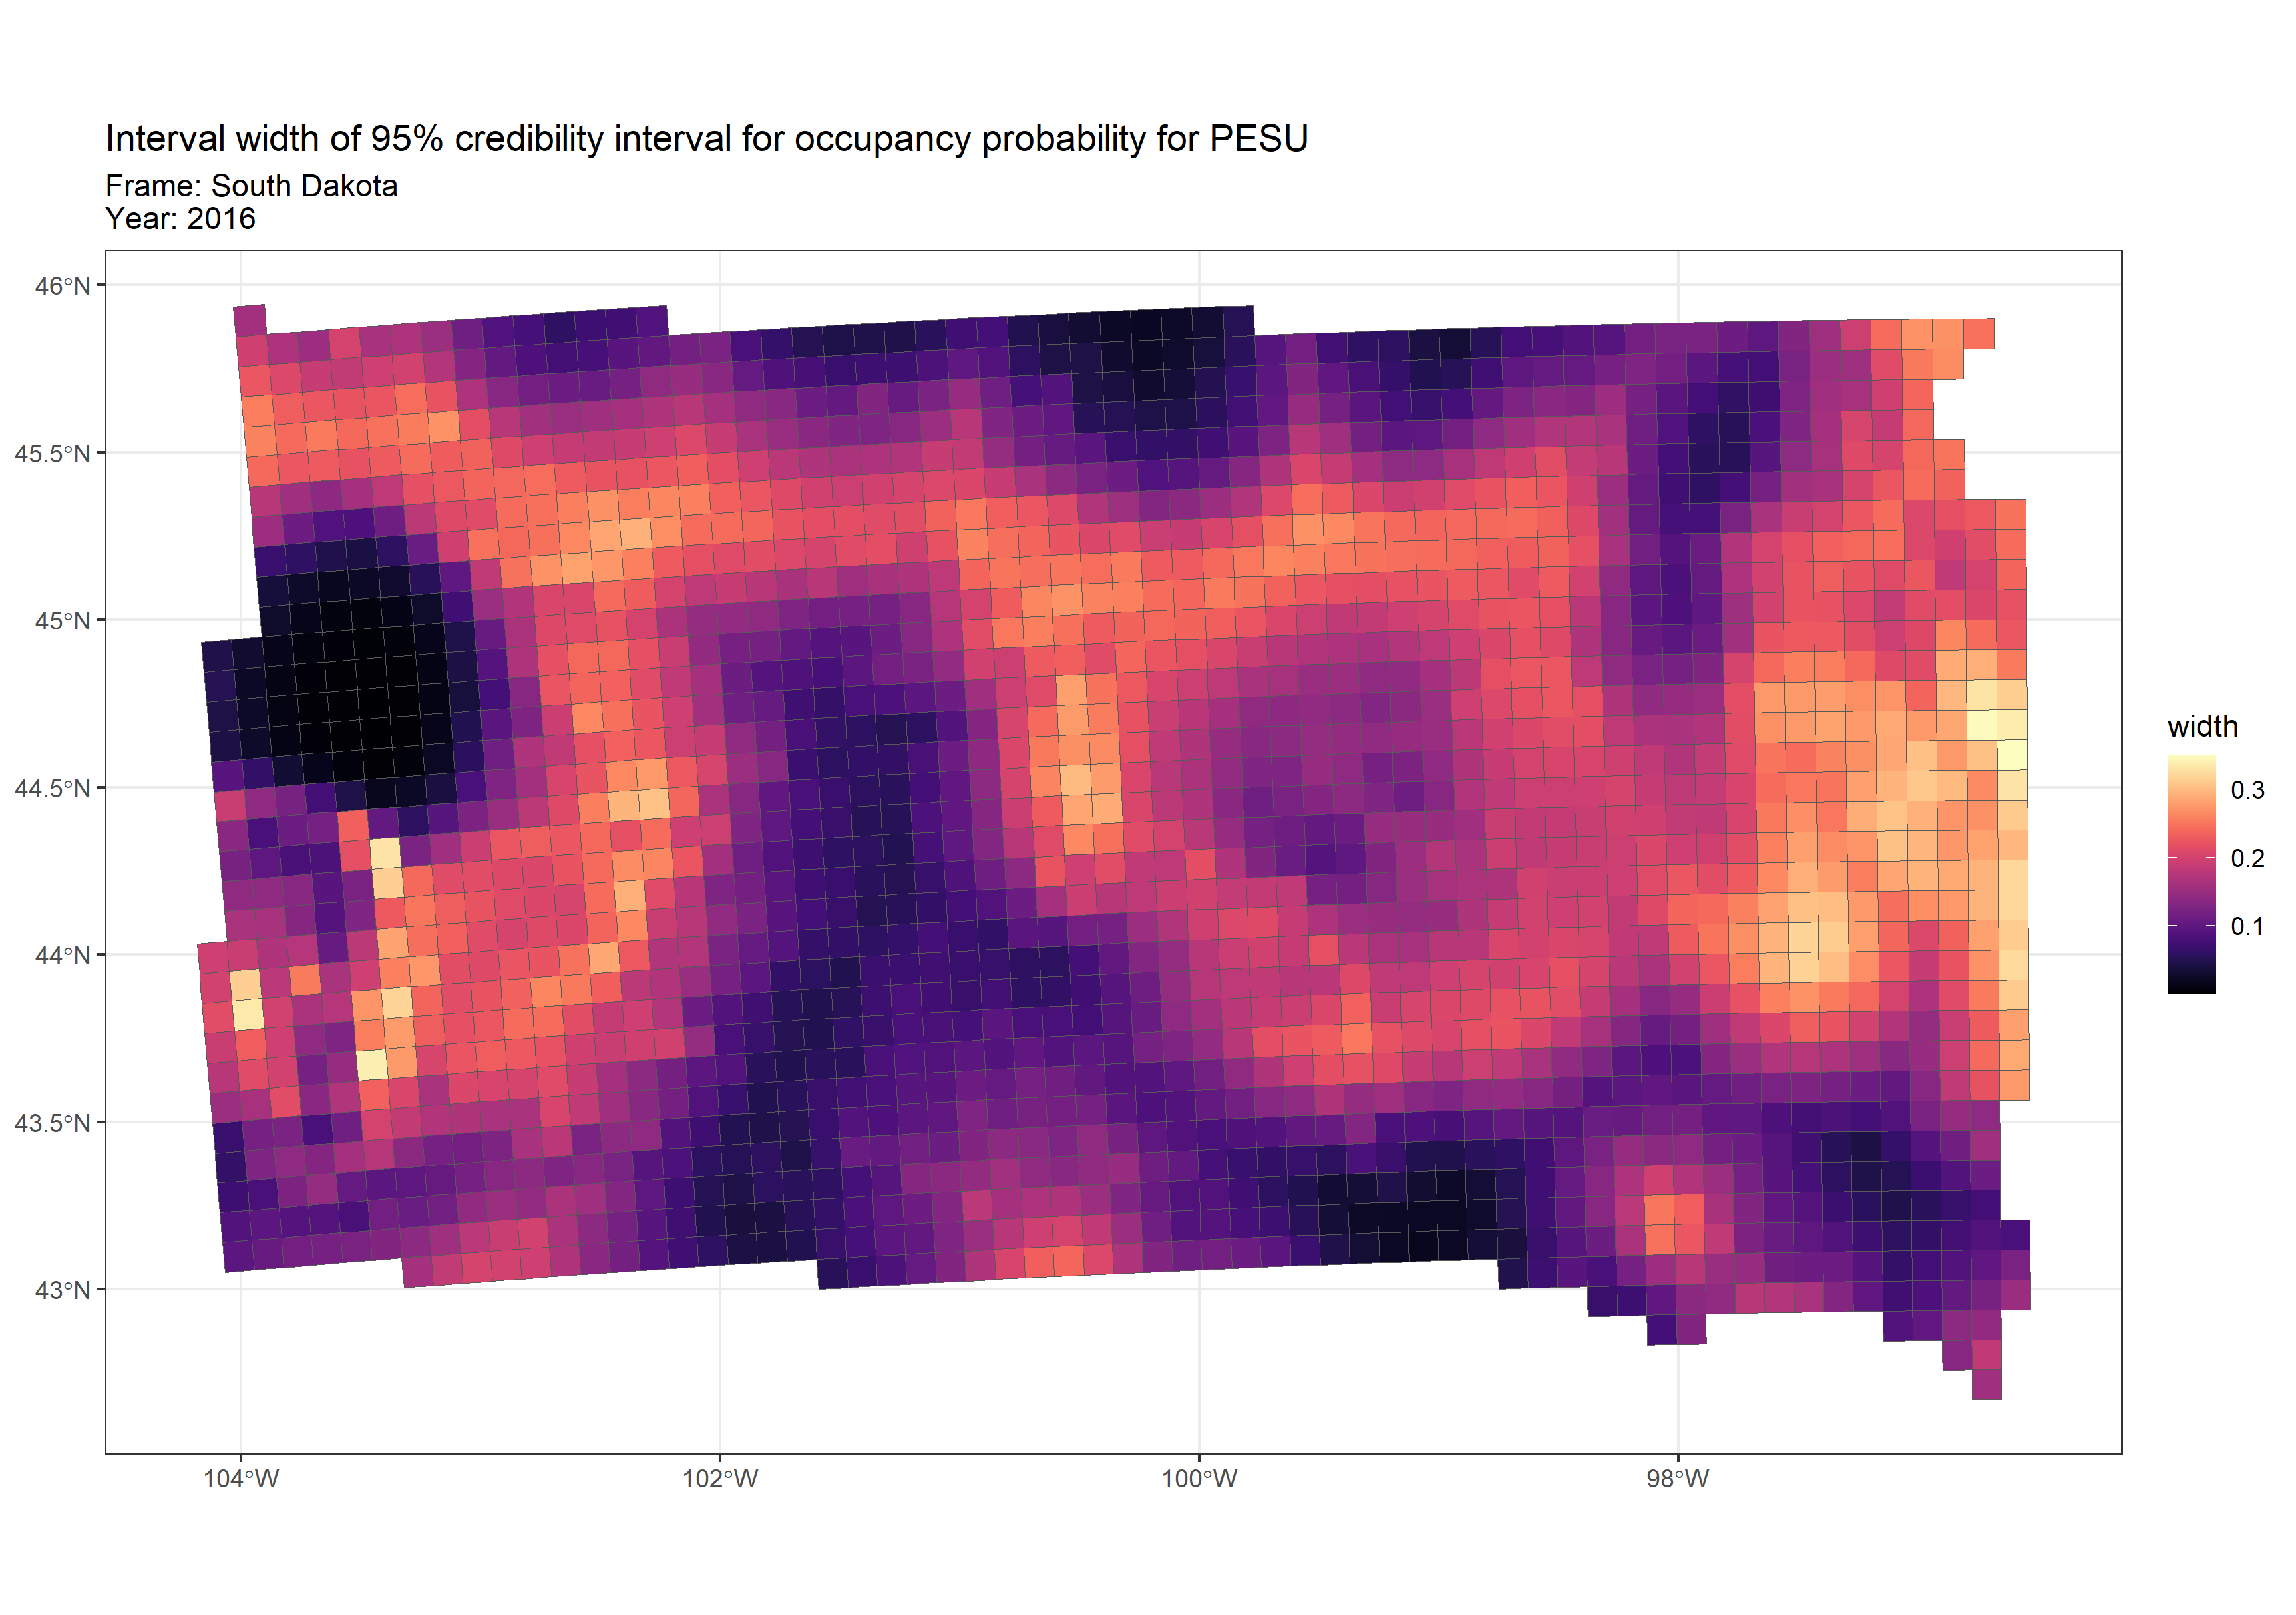 Interval width of 95% credibility interval for occupancy probability for PESU
Frame: South Dakota
Year: 2016
46°N
45.5°N
45°N
44.5°N
44°N
43.5°N
43°N
104°W
102°W
100°W
98°W
width
0.3
0.2
0.1